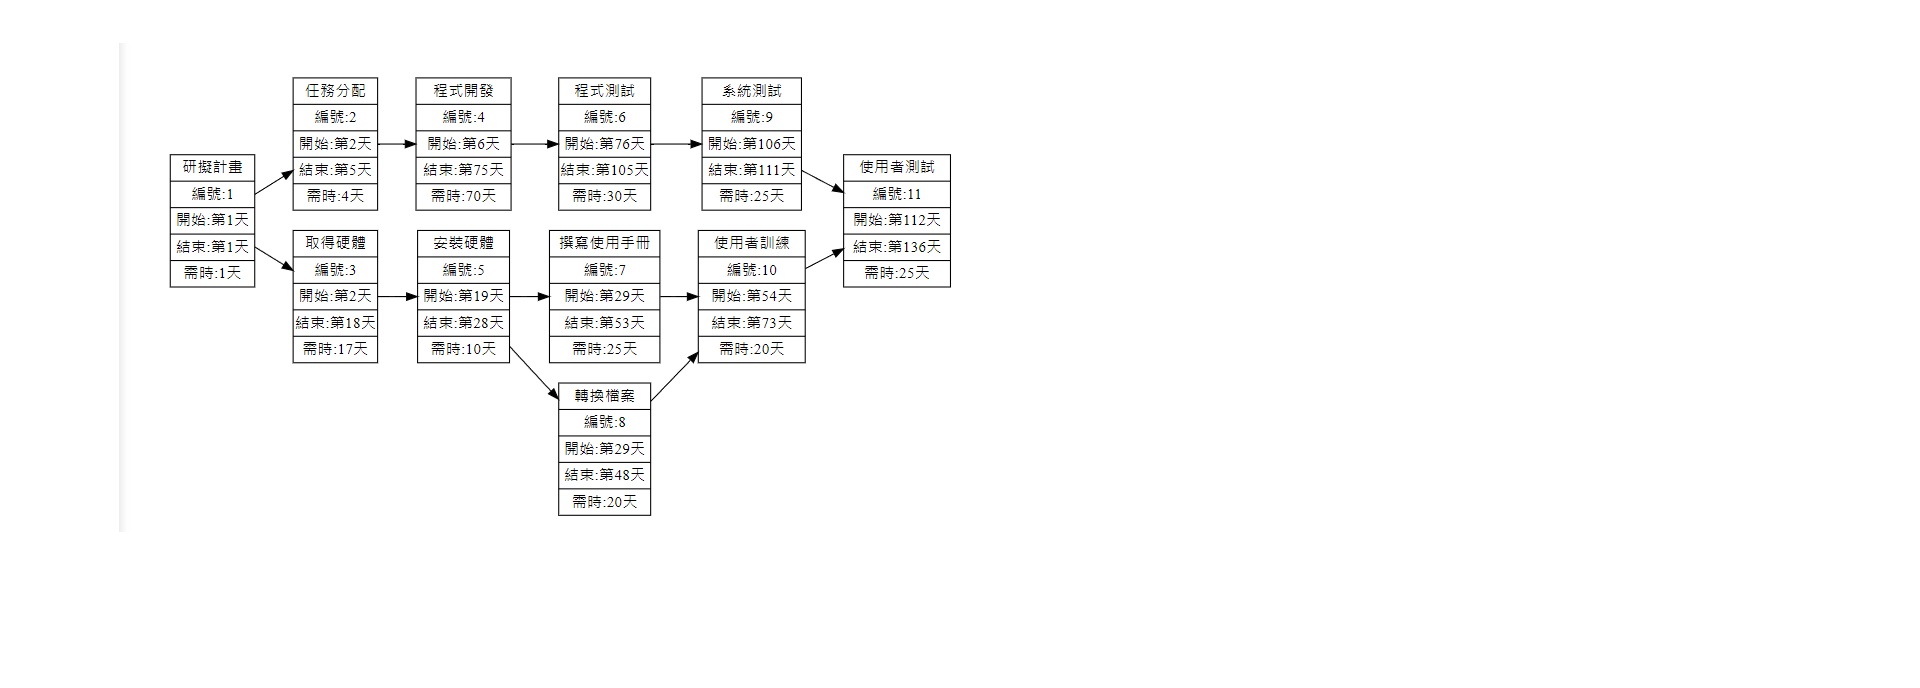 研擬計畫
編號:1
開始:第1天
結束:第1天
需時:1天
任務分配
編號:2
開始:第2天
結束:第5天
需時:4天
程式開發
編號:4
開始:第6天
結束:第75天
需時:70天
程式測試
編號:6
開始:第76天
結束:第105天
需時:30天
系統測試
編號:9
開始:第106天
結束:第111天
需時:25天
取得硬體
編號:3
開始:第2天
結束:第18天
需時:17天
安裝硬體
編號:5
開始:第19天
結束:第28天
需時:10天
撰寫使用手冊
編號:7
開始:第29天
結束:第53天
需時:25天
使用者訓練
編號:10
開始:第54天
結束:第73天
需時:20天
轉換檔案
編號:8
開始:第29天
結束:第48天
需時:20天
使用者測試
編號:11
開始:第112天
結束:第136天
需時:25天